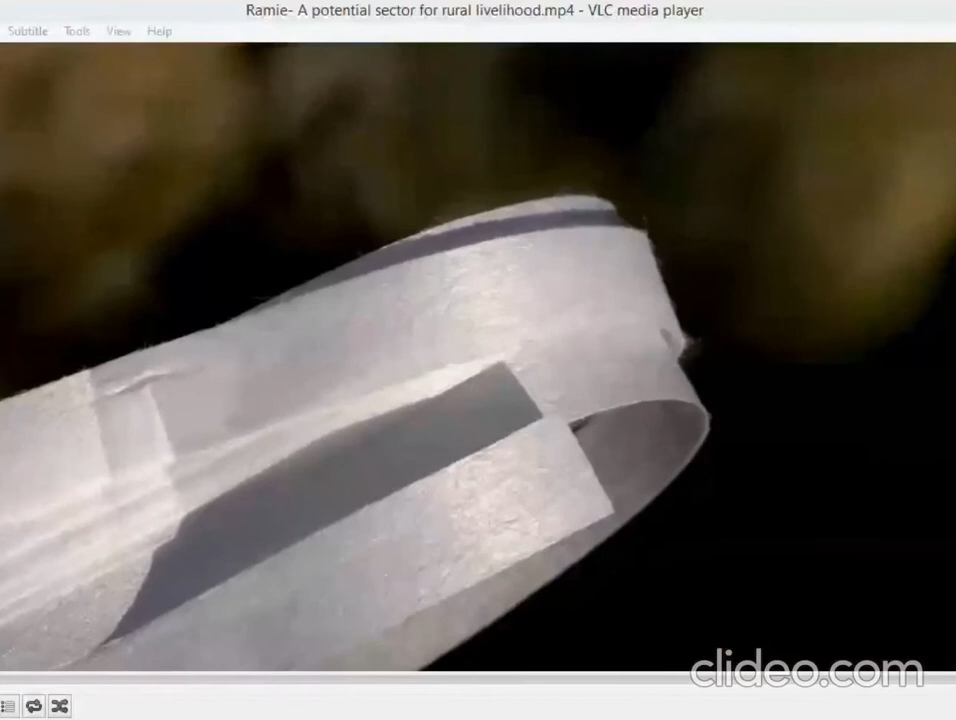 Ramie- A potential sector for rural livelihood.mp4 - VLC media player
Subtitle Tools View Help
clideo.com